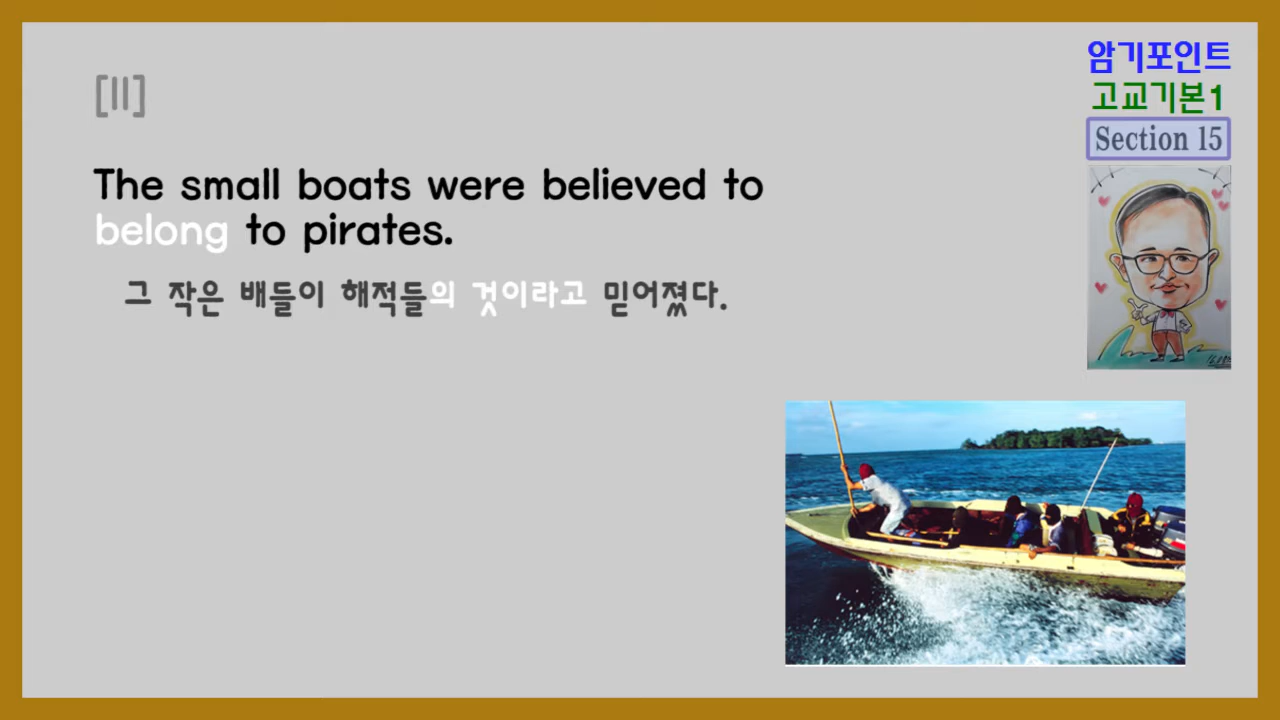 [11]
The small boats were believed to
belong to pirates.
그 작은 배들이 해적들의 것이라고 믿어졌다.
암기포인트
고교기본1
Section 15